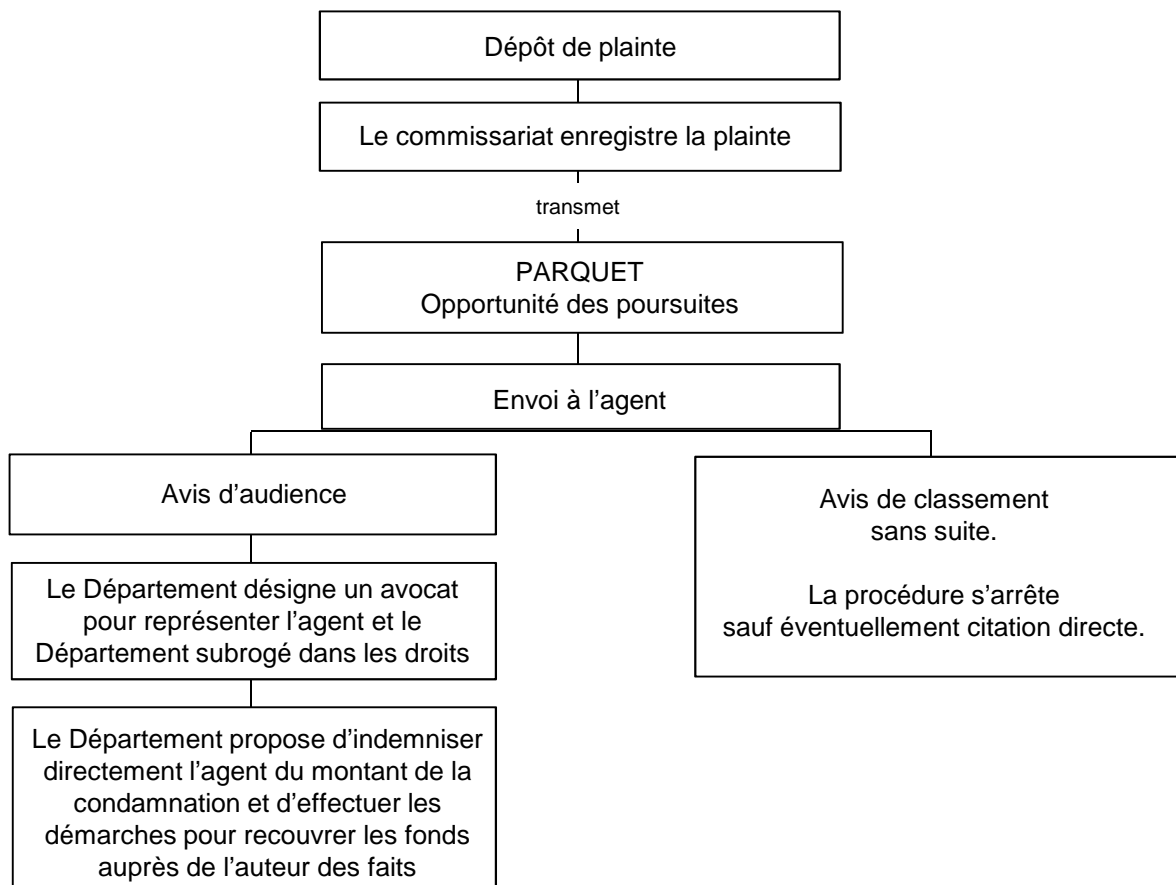 Dépôt de plainte
Le commissariat enregistre la plainte
transmet
PARQUET
Opportunité des poursuites
Envoi à l’agent
Avis d’audience
Le Département désigne un avocat
pour représenter l’agent et le
Département subrogé dans les droits
Le Département propose d’indemniser
directement l’agent du montant de la
condamnation et d’effectuer les
démarches pour recouvrer les fonds
auprès de l’auteur des faits
Avis de classement
sans suite.
La procédure s’arrête
sauf éventuellement citation directe.